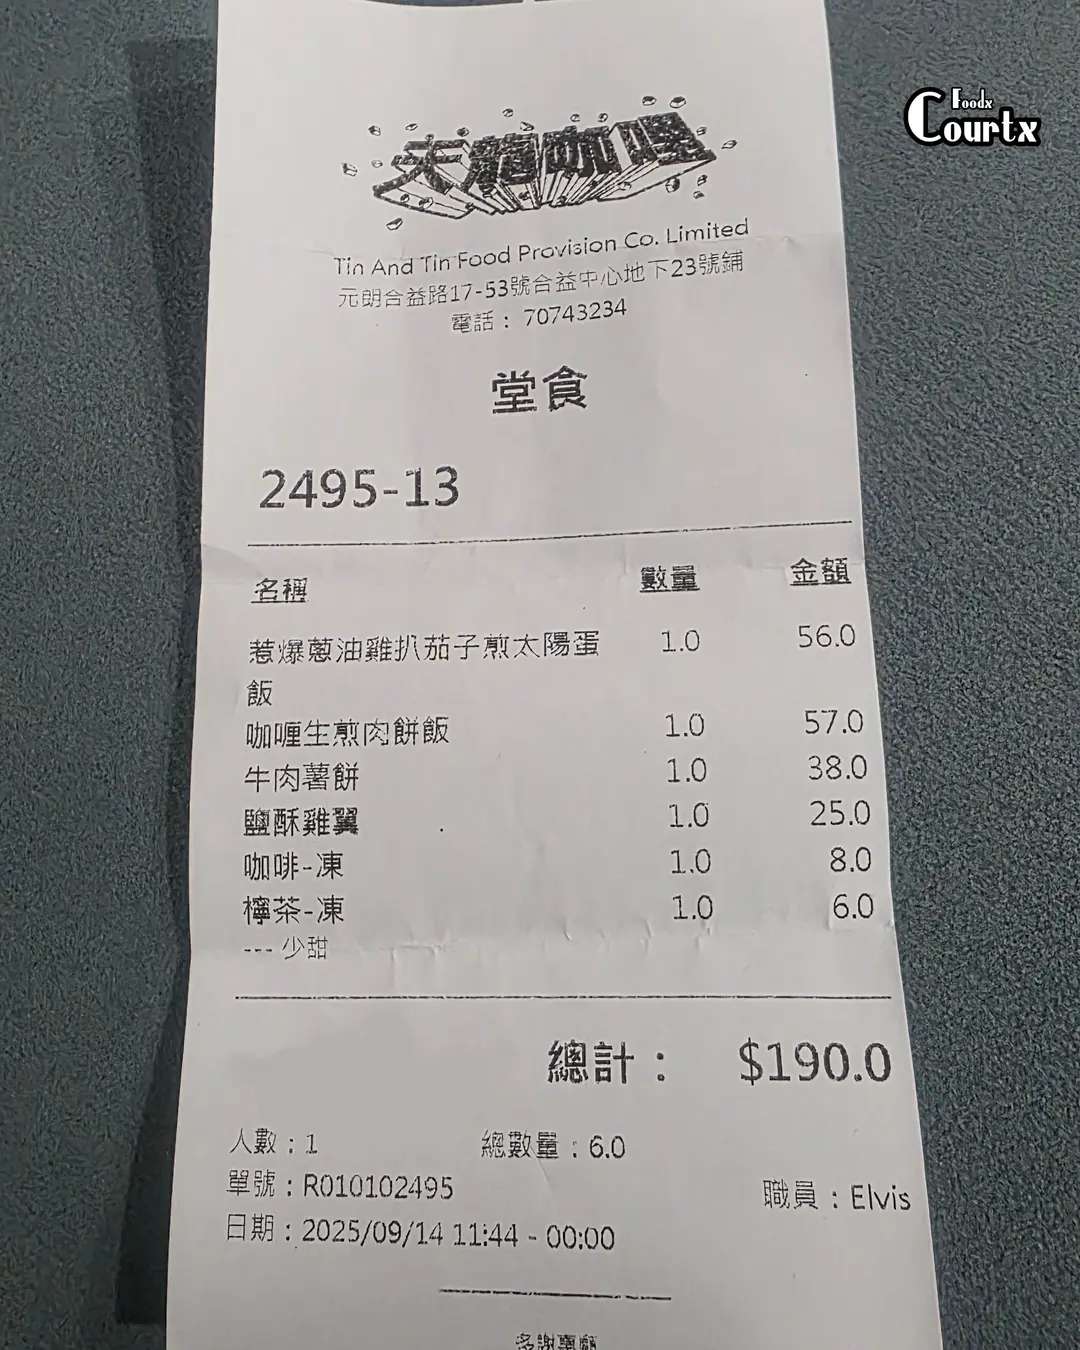 Foodx
Courtx
天龍咖喱
Tin And Tin Food Provision Co. Limited
元朗合益路17-53號合益中心地下23號鋪
電話： 70743234
堂食
2495-13
名稱 數量 金額
惹爆蔥油雞扒茄子煎太陽蛋 1.0 56.0
飯
咖喱生煎肉餅飯 1.0 57.0
牛肉薯餅 1.0 38.0
鹽酥雞翼 1.0 25.0
咖啡-凍 1.0 8.0
檸茶-凍 1.0 6.0
--- 少甜
總計： $190.0
人數：1 總數量：6.0
單號：R010102495 職員：Elvis
日期：2025/09/14 11:44 - 00:00
多謝惠顧